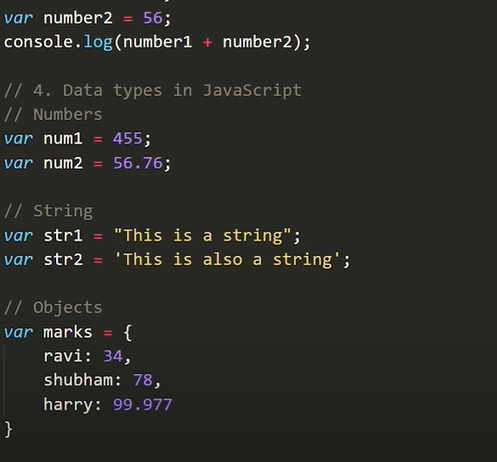 var number2 = 56;
console.log(number1 + number2);
// 4. Data types in JavaScript
// Numbers
var num1 = 455;
var num2 = 56.76;
// String
var str1 = "This is a string";
var str2 = 'This is also a string';
// Objects
var marks = {
    ravi: 34,
    shubham: 78,
    harry: 99.977
}